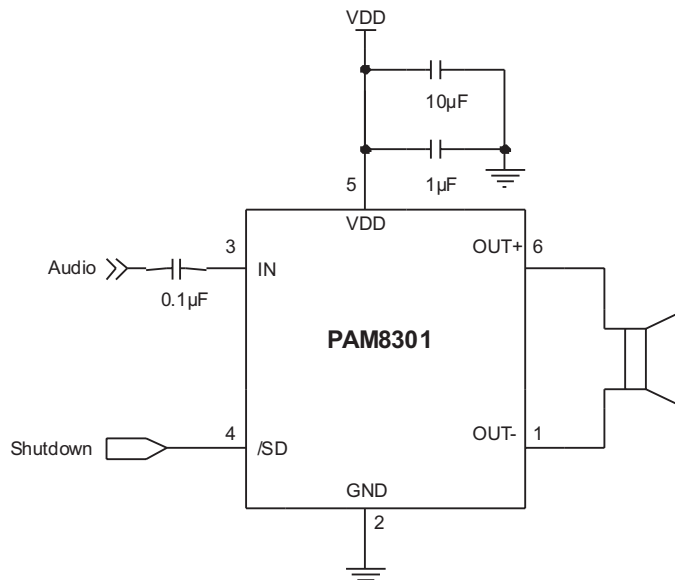 VDD
10µF
1µF
5
VDD
3
OUT+ 6
Audio
IN
0.1µF
PAM8301
Shutdown
4
/SD
OUT- 1
GND
2